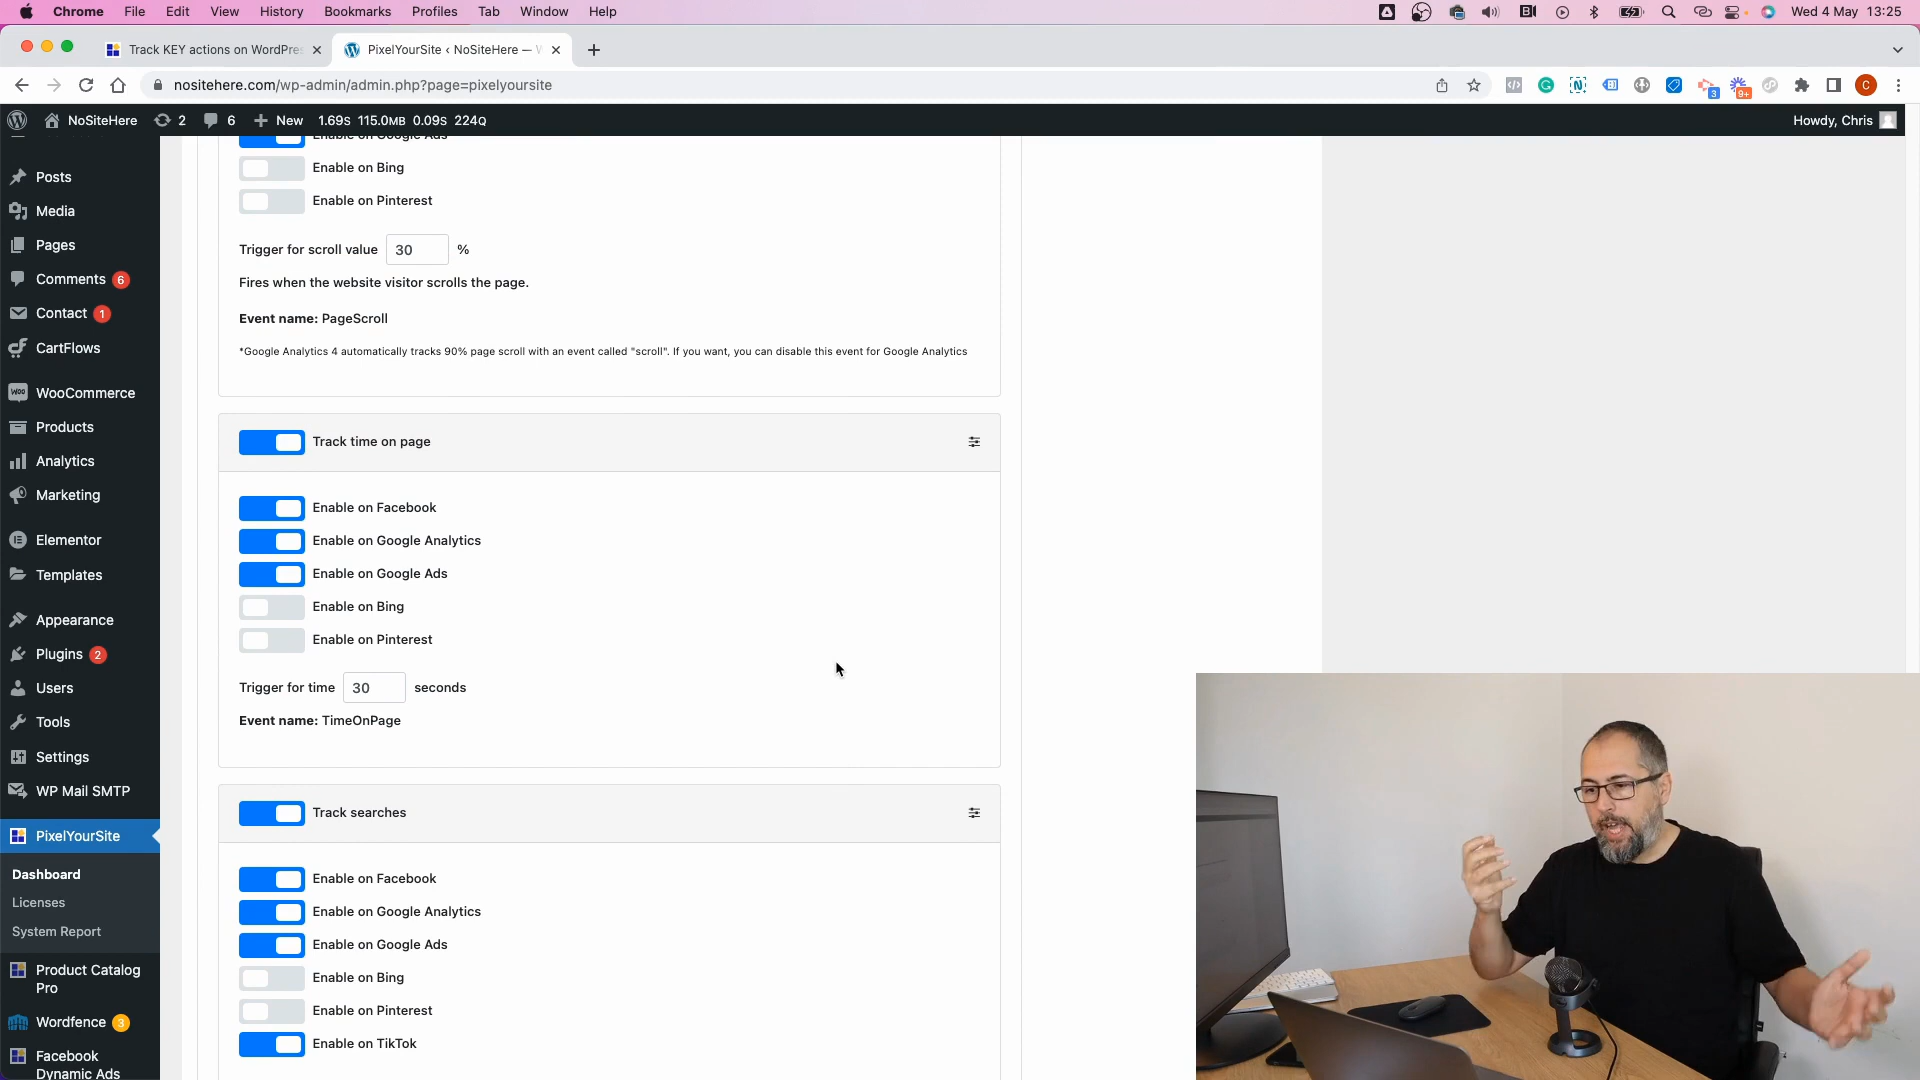 Chrome File Edit View History Bookmarks Profiles Tab Window Help Wed 4 May 13:25
Track KEY actions on WordPre
PixelYourSite ‹ NoSiteHere — W
nositehere.com/wp-admin/admin.php?page=pixelyoursite
3
9+
C
NoSiteHere 2 6 New 1.69S 115.0MB 0.09S 224Q Howdy, Chris
Posts
Media
Pages
Comments 6
Contact 1
CartFlows
WooCommerce
Products
Analytics
Marketing
Elementor
Templates
Appearance
Plugins 2
Users
Tools
Settings
WP Mail SMTP
PixelYourSite
Dashboard
Licenses
System Report
Product Catalog
Pro
Wordfence 3
Facebook
Dynamic Ads
Enable on Google Ads
Enable on Bing
Enable on Pinterest
Trigger for scroll value 30 %
Fires when the website visitor scrolls the page.
Event name: PageScroll
*Google Analytics 4 automatically tracks 90% page scroll with an event called "scroll". If you want, you can disable this event for Google Analytics
Track time on page
Enable on Facebook
Enable on Google Analytics
Enable on Google Ads
Enable on Bing
Enable on Pinterest
Trigger for time 30 seconds
Event name: TimeOnPage
Track searches
Enable on Facebook
Enable on Google Analytics
Enable on Google Ads
Enable on Bing
Enable on Pinterest
Enable on TikTok